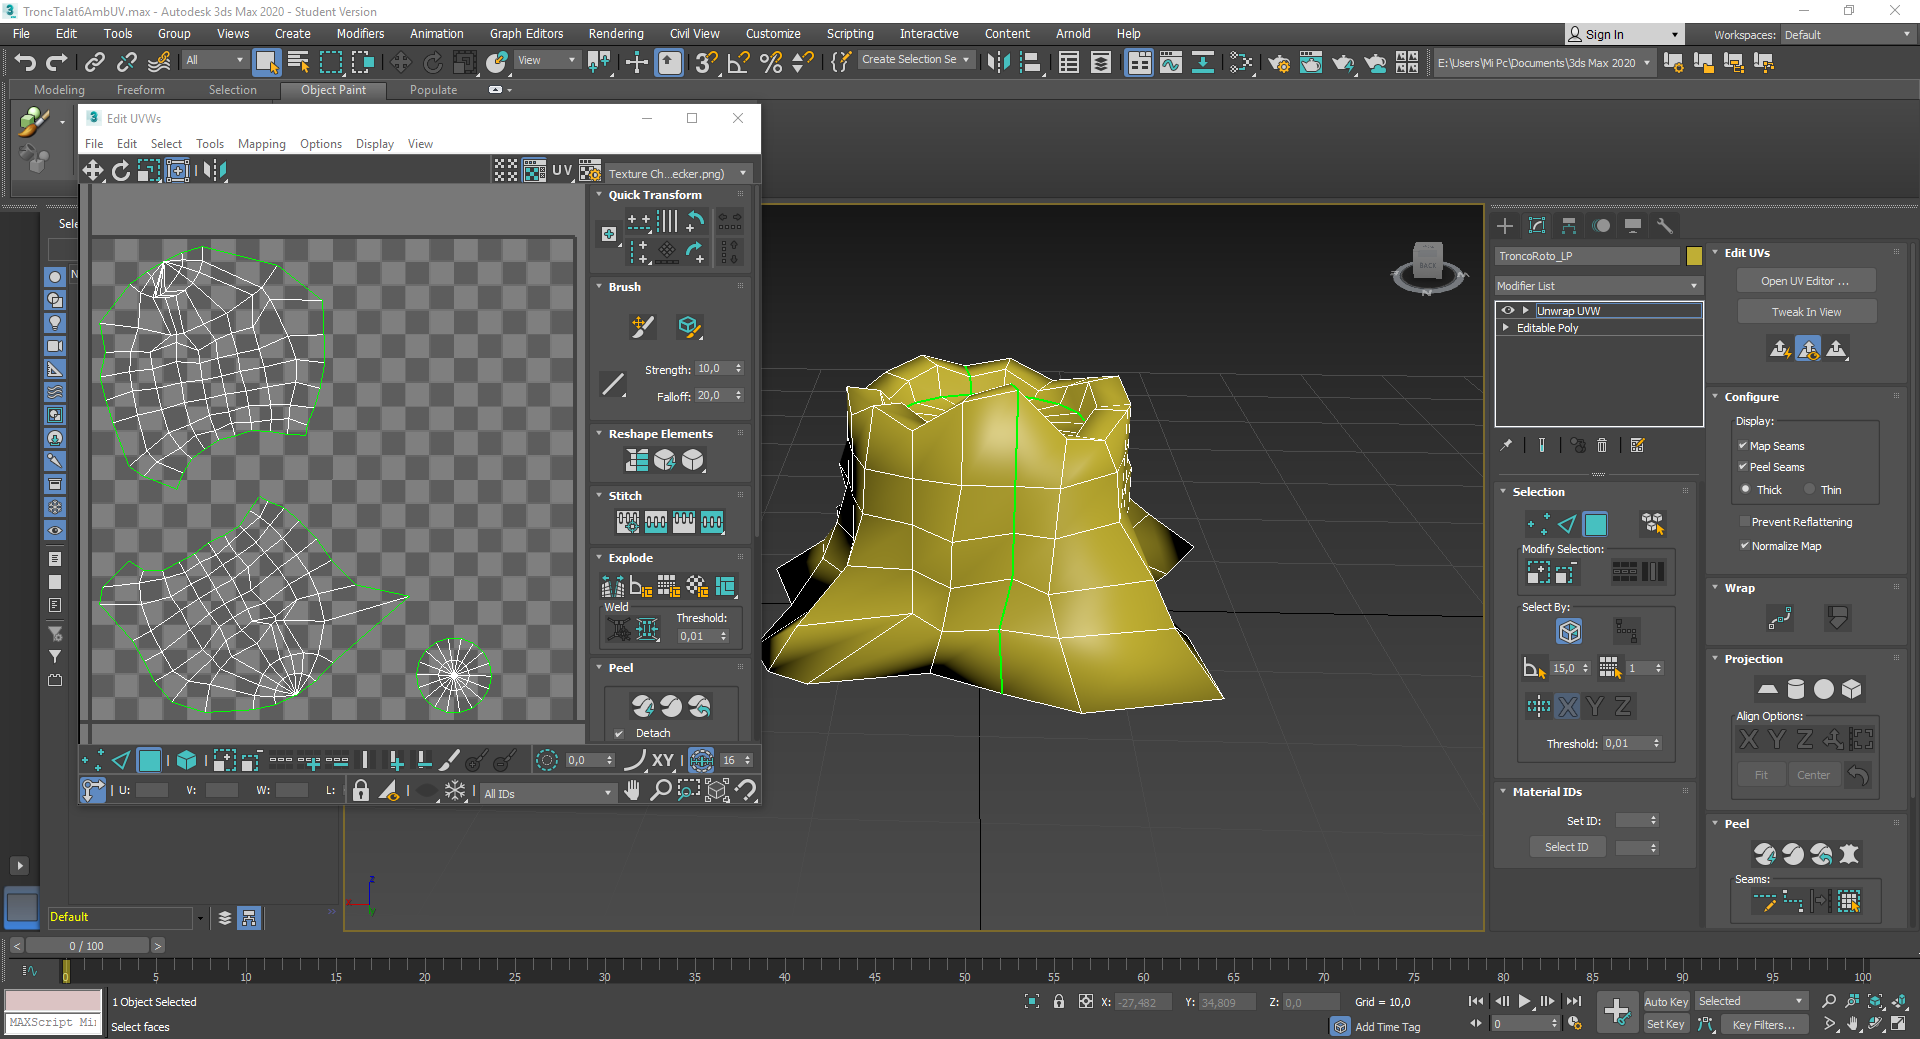 TroncTalat6AmbUV.max - Autodesk 3ds Max 2020 - Student Version
File Edit Tools Group Views Create Modifiers Animation Graph Editors Rendering Civil View Customize Scripting Interactive Content Arnold Help
Sign In
Workspaces: Default
All
View
Create Selection Se
E:\Users\Mi Pc\Documents\3ds Max 2020
Modeling Freeform Selection Object Paint Populate
Edit UVWs
File Edit Select Tools Mapping Options Display View
UV
Texture Ch...ecker.png)
Quick Transform
Brush
Strength: 10,0
Falloff: 20,0
Reshape Elements
Stitch
Explode
Weld
Threshold:
0,01
Peel
Detach
0,0
XY
16
U: V: W: L:
All IDs
Sele
N
BACK
TroncoRoto_LP
Modifier List
Unwrap UVW
Editable Poly
Selection
Modify Selection:
Select By:
15,0
1
X Y Z
Threshold: 0,01
Material IDs
Set ID:
Select ID
Edit UVs
Open UV Editor ...
Tweak In View
Configure
Display:
Map Seams
Peel Seams
Thick Thin
Prevent Reflattening
Normalize Map
Wrap
Projection
Align Options:
X Y Z
Fit Center
Peel
Seams:
z
x
y
Default
0 / 100
0 5 10 15 20 25 30 35 40 45 50 55 60 65 70 75 80 85 90 95 100
1 Object Selected
MAXScript Mi
Select faces
X: -27,482 Y: 34,809 Z: 0,0 Grid = 10,0
Add Time Tag
0
Auto Key Selected
Set Key Key Filters...